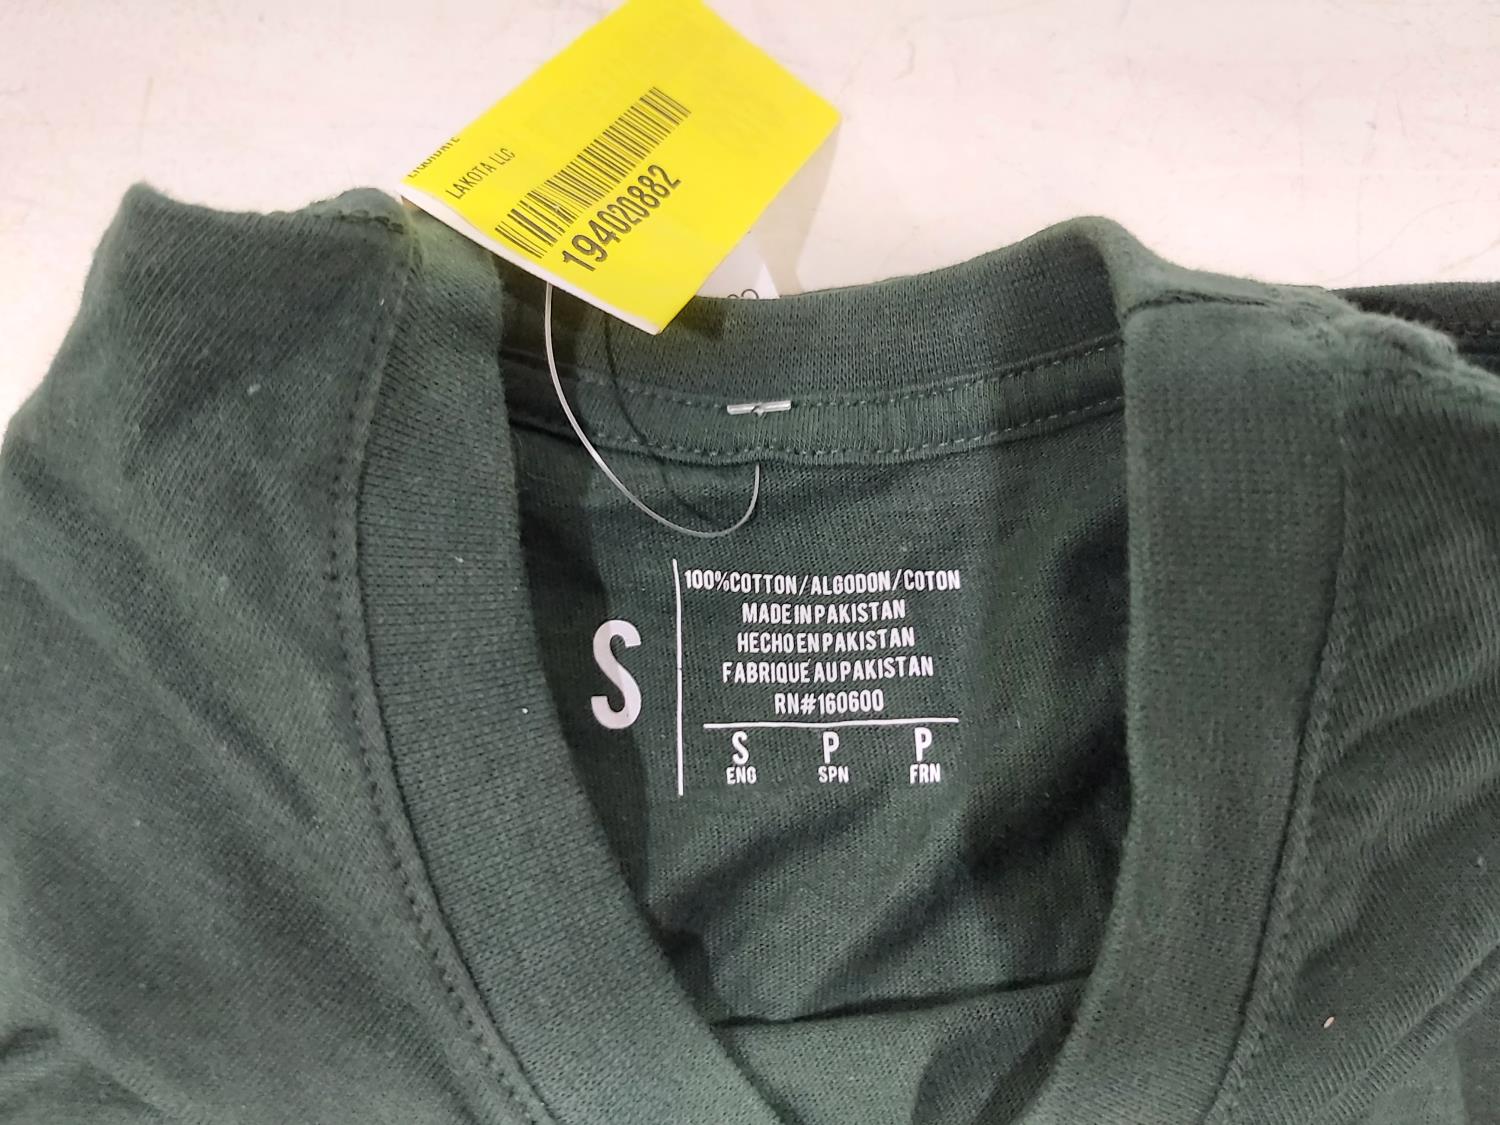 LAKOTA LLC
194020882
S
100%COTTON/ALGODON/COTON
MADE IN PAKISTAN
HECHO EN PAKISTAN
FABRIQUÉ AU PAKISTAN
RN#160600
S P P
ENG SPN FRN